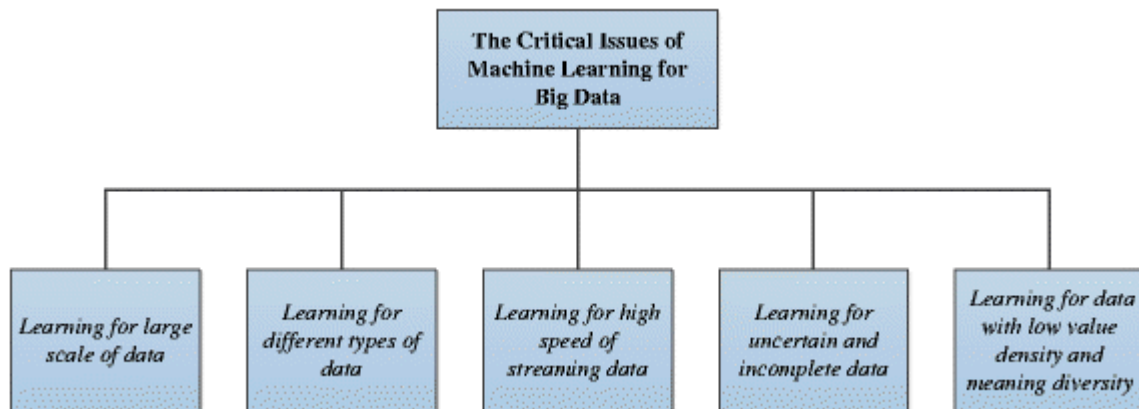 The Critical Issues of
Machine Learning for
Big Data
Learning for large
scale of data
Learning for
different types of
data
Learning for high
speed of
streaming data
Learning for
uncertain and
incomplete data
Learning for data
with low value
density and
meaning diversity